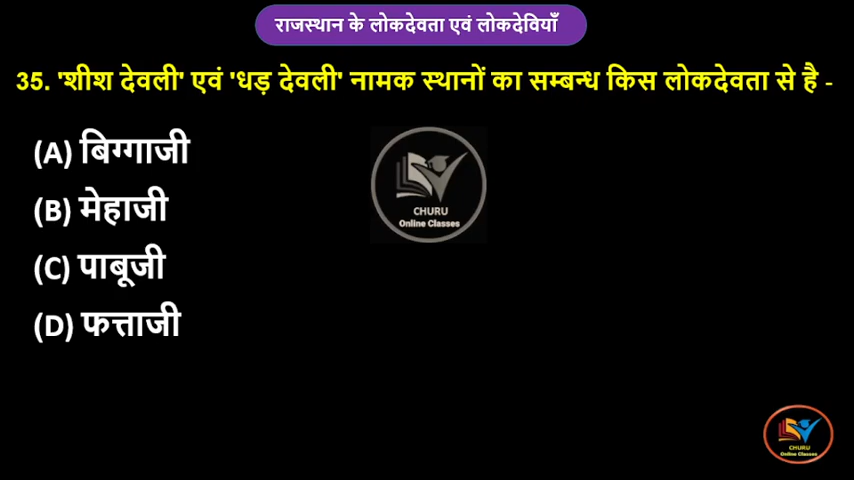 राजस्थान के लोकदेवता एवं लोकदेवियाँ
35. 'शीश देवली' एवं 'धड़ देवली' नामक स्थानों का सम्बन्ध किस लोकदेवता से है -
(A) बिग्गाजी
(B) मेहाजी
(C) पाबूजी
(D) फत्ताजी
CHURU
Online Classes
CHURU
Online Classes